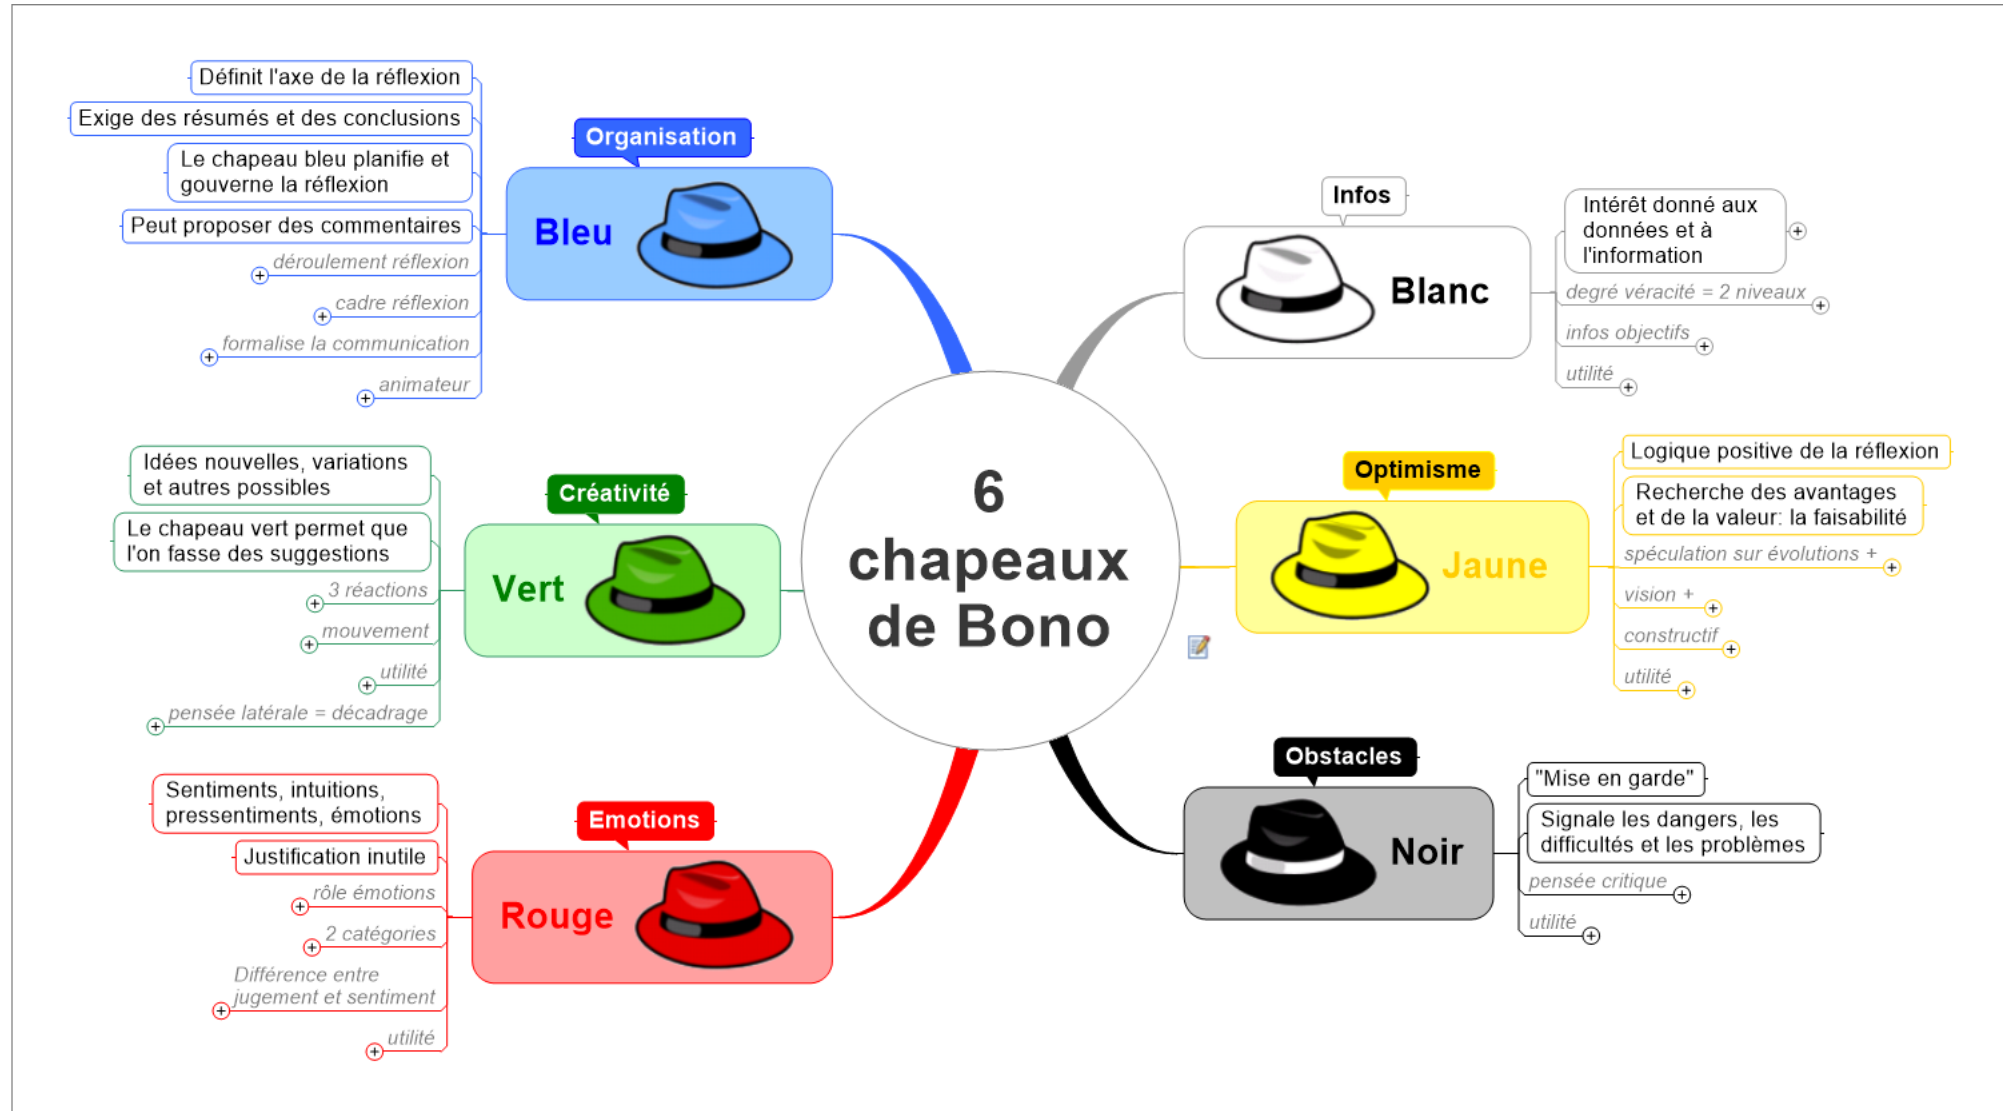 6
chapeaux
de Bono
Organisation
Bleu
Définit l'axe de la réflexion
Exige des résumés et des conclusions
Le chapeau bleu planifie et
gouverne la réflexion
Peut proposer des commentaires
déroulement réflexion
cadre réflexion
formalise la communication
animateur
Créativité
Vert
Idées nouvelles, variations
et autres possibles
Le chapeau vert permet que
l'on fasse des suggestions
3 réactions
mouvement
utilité
pensée latérale = décadrage
Emotions
Rouge
Sentiments, intuitions,
pressentiments, émotions
Justification inutile
rôle émotions
2 catégories
Différence entre
jugement et sentiment
utilité
Infos
Blanc
Intérêt donné aux
données et à
l'information
degré véracité = 2 niveaux
infos objectifs
utilité
Optimisme
Jaune
Logique positive de la réflexion
Recherche des avantages
et de la valeur: la faisabilité
spéculation sur évolutions +
vision +
constructif
utilité
Obstacles
Noir
"Mise en garde"
Signale les dangers, les
difficultés et les problèmes
pensée critique
utilité